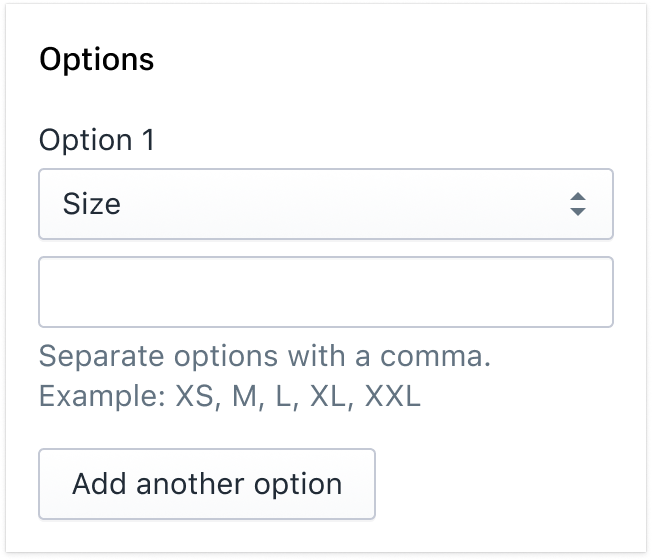 Options
Option 1
Size
Separate options with a comma.
Example: XS, M, L, XL, XXL
Add another option